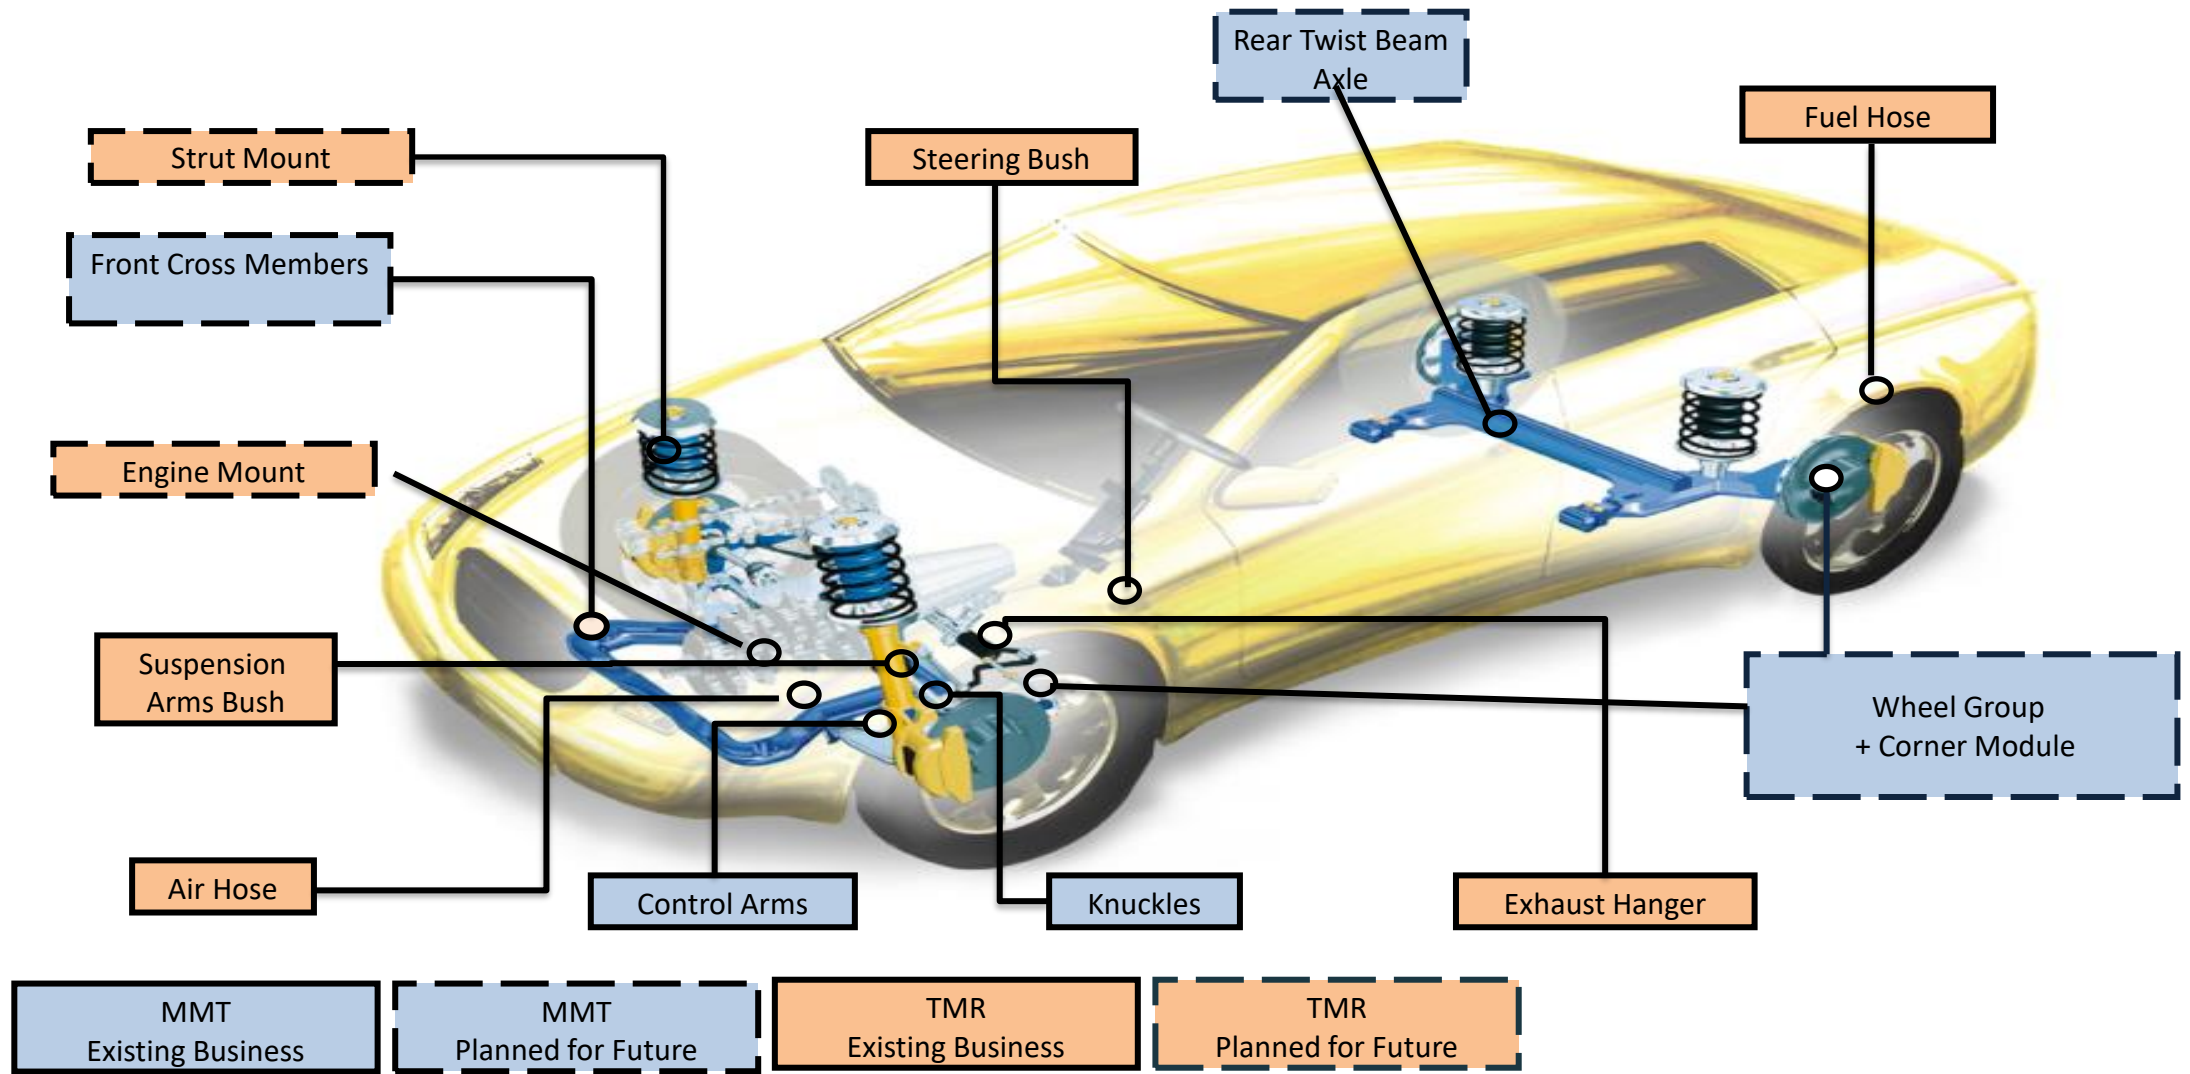 Rear Twist Beam
Axle
Fuel Hose
Strut Mount
Steering Bush
Front Cross Members
Engine Mount
Suspension
Arms Bush
Wheel Group
+ Corner Module
Air Hose
Control Arms
Knuckles
Exhaust Hanger
MMT
Existing Business
MMT
Planned for Future
TMR
Existing Business
TMR
Planned for Future